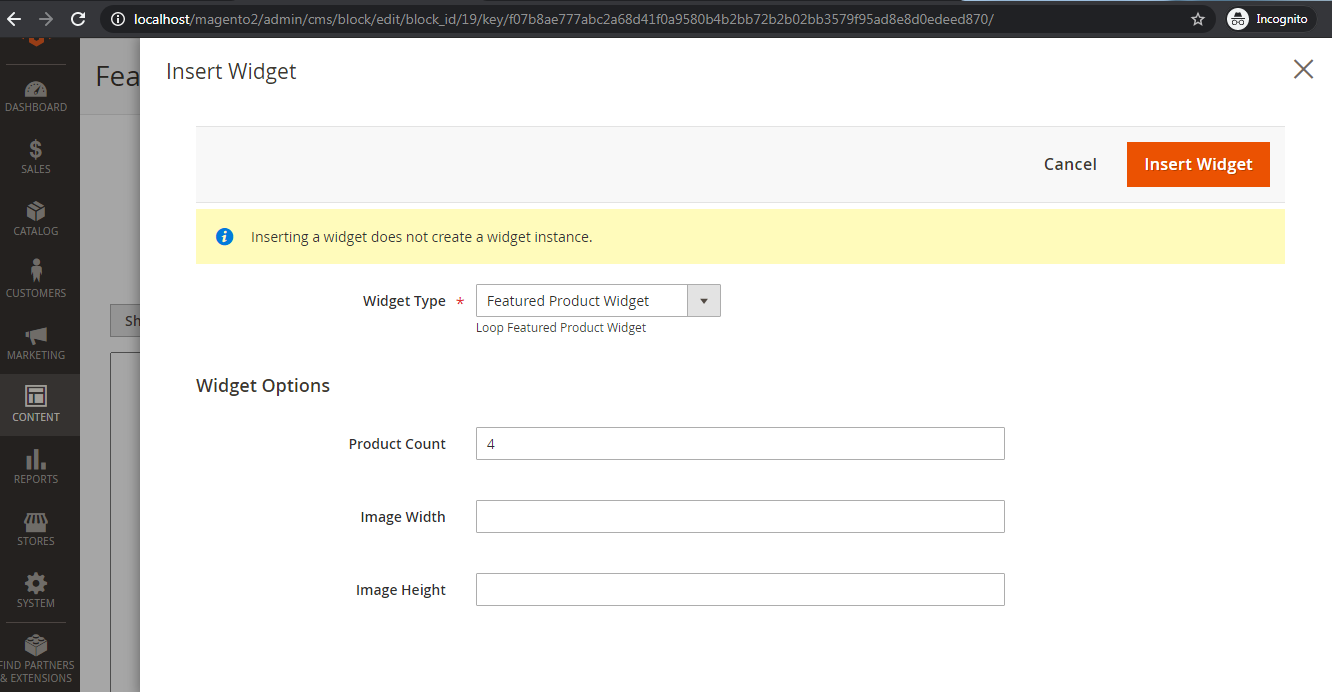 localhost/magento2/admin/cms/block/edit/block_id/19/key/f07b8ae777abc2a68d41f0a9580b4b2bb72b2b02bb3579f95ad8e8d0edeed870/
Incognito
DASHBOARD
SALES
CATALOG
CUSTOMERS
MARKETING
CONTENT
REPORTS
STORES
SYSTEM
FIND PARTNERS
& EXTENSIONS
Fea
Sh
Insert Widget
Cancel
Insert Widget
Inserting a widget does not create a widget instance.
Widget Type *
Featured Product Widget
Loop Featured Product Widget
Widget Options
Product Count
4
Image Width
Image Height